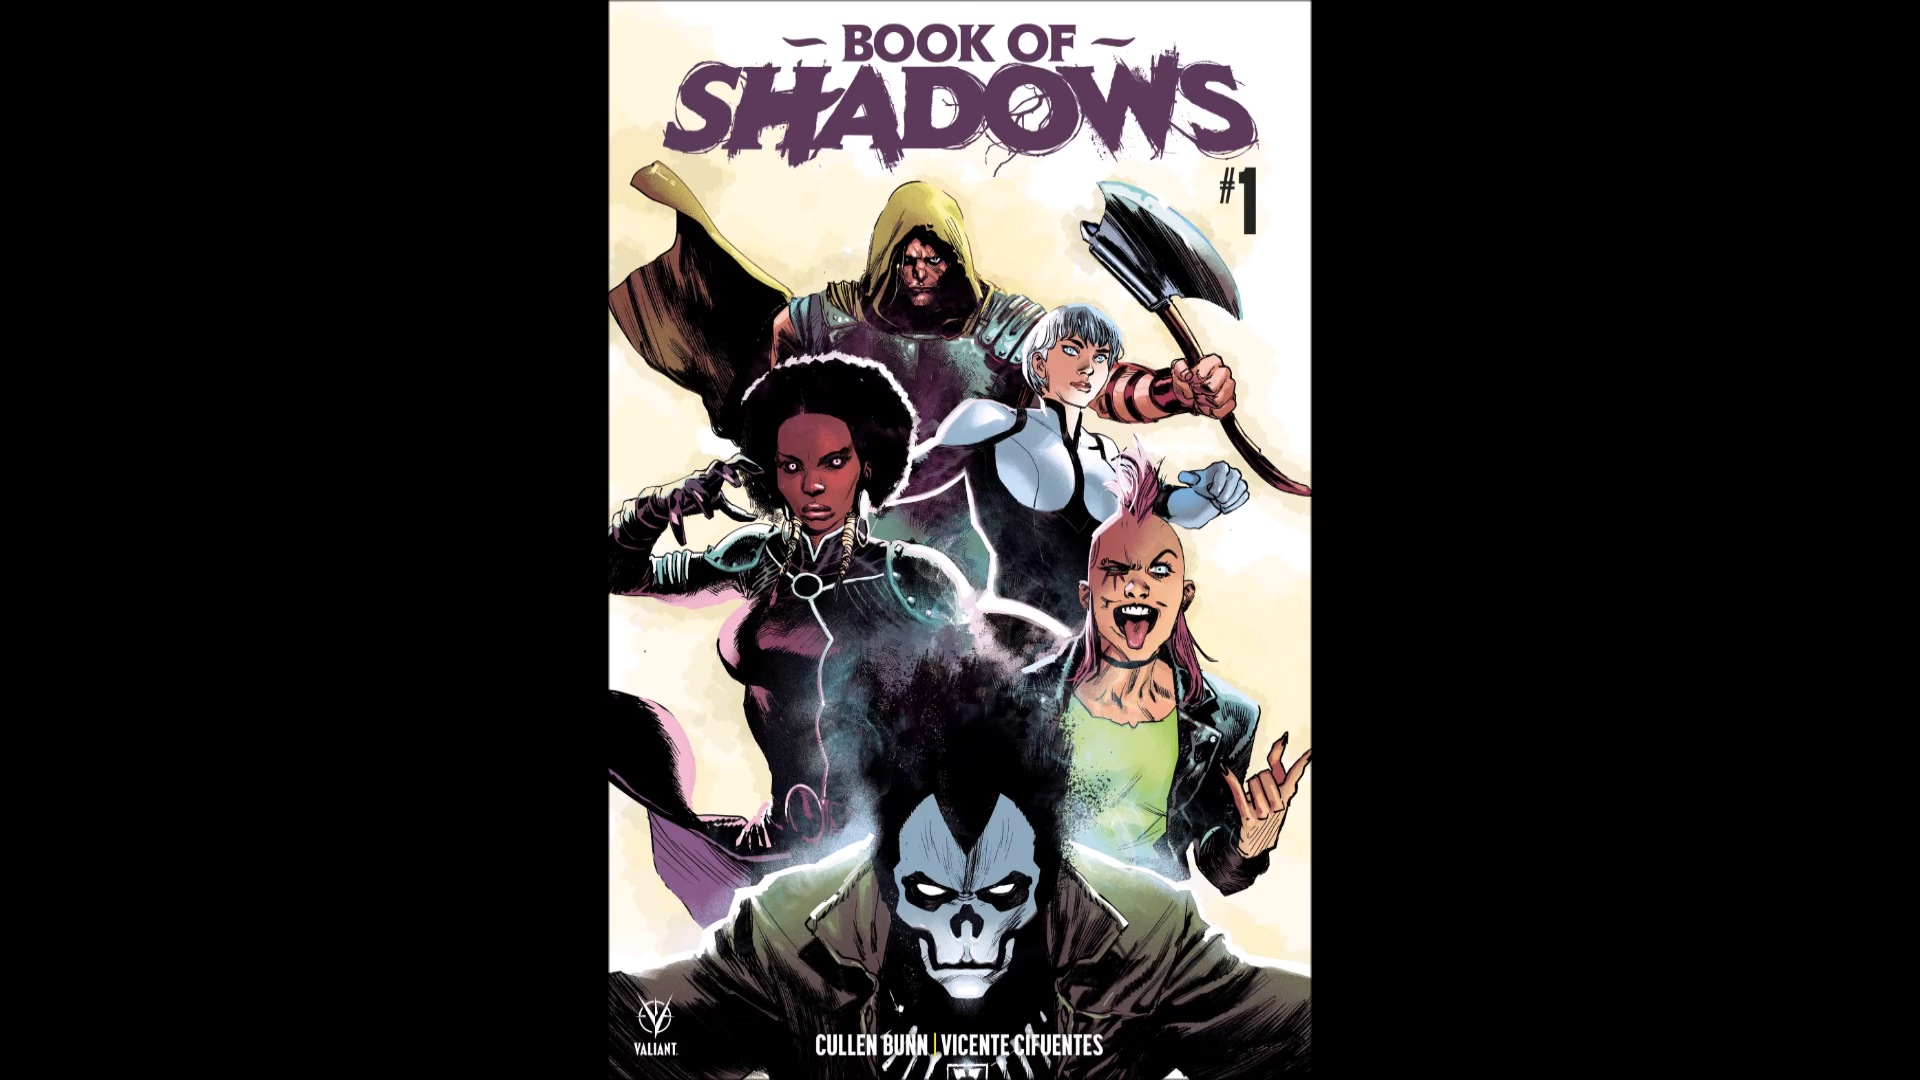 BOOK OF
SHADOWS
#1
CULLEN BUNN | VICENTE CIFUENTES
VALIANT